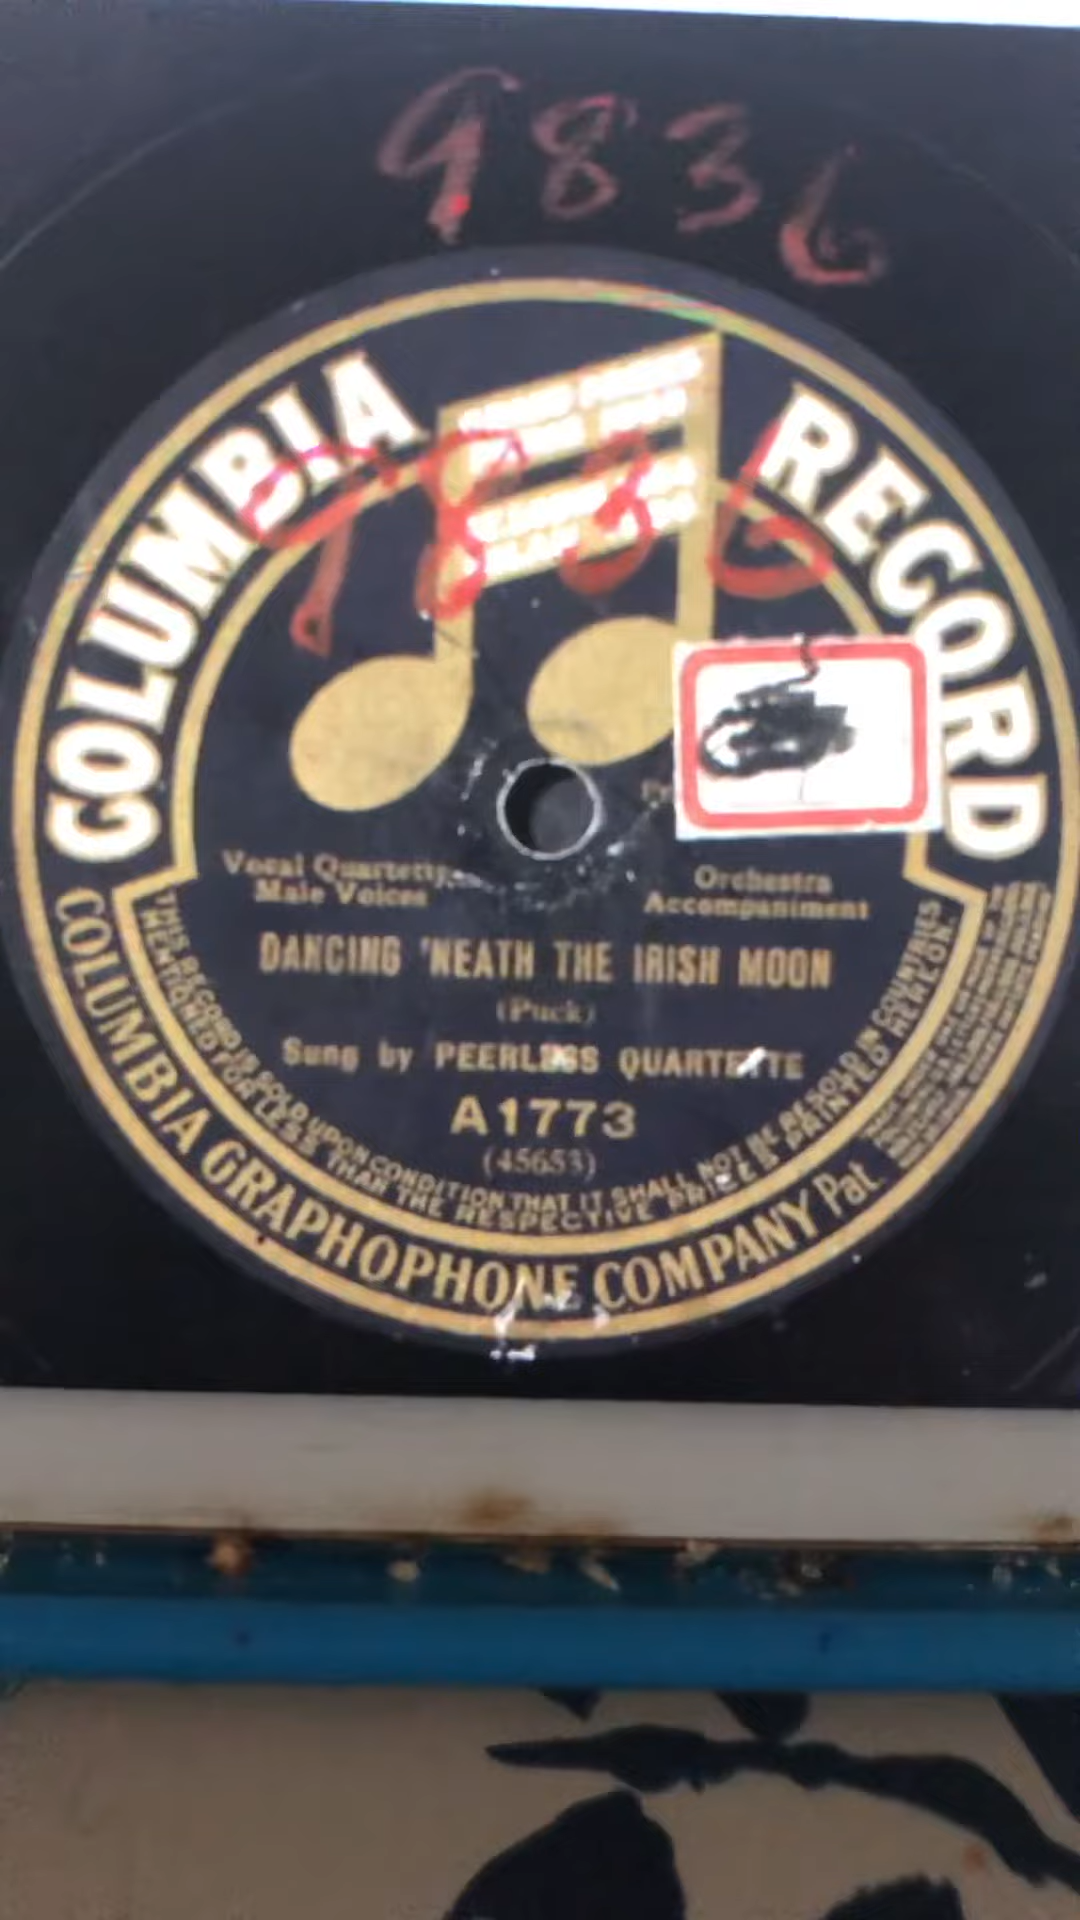 9836
COLUMBIA RECORD
9836
Vocal Quartette,
Male Voices
Orchestra
Accompaniment
DANCING 'NEATH THE IRISH MOON
(Puck)
Sung by PEERLESS QUARTETTE
A1773
(45653)
THIS RECORD IS SOLD UPON CONDITION THAT IT SHALL NOT BE RESOLD IN COUNTRIES
MENTIONED FOR LESS THAN THE RESPECTIVE PRICES PRINTED HEREON.
COLUMBIA GRAPHOPHONE COMPANY Pat.